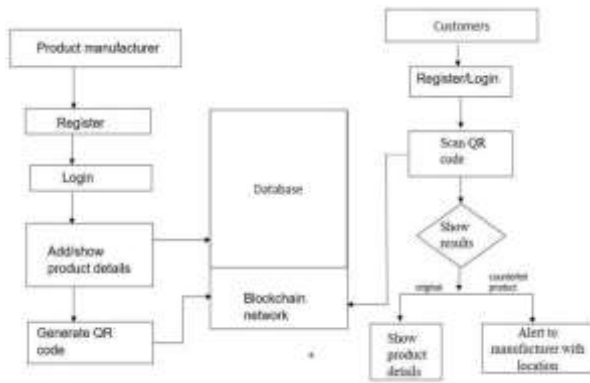 Product manufacturer
Register
Login
Add/show
product details
Generate QR
code
Database
Blockchain
network
Customers
Register/Login
Scan QR
code
Show
results
original
counterfeit
product
Show
product
details
Alert to
manufacturer with
location